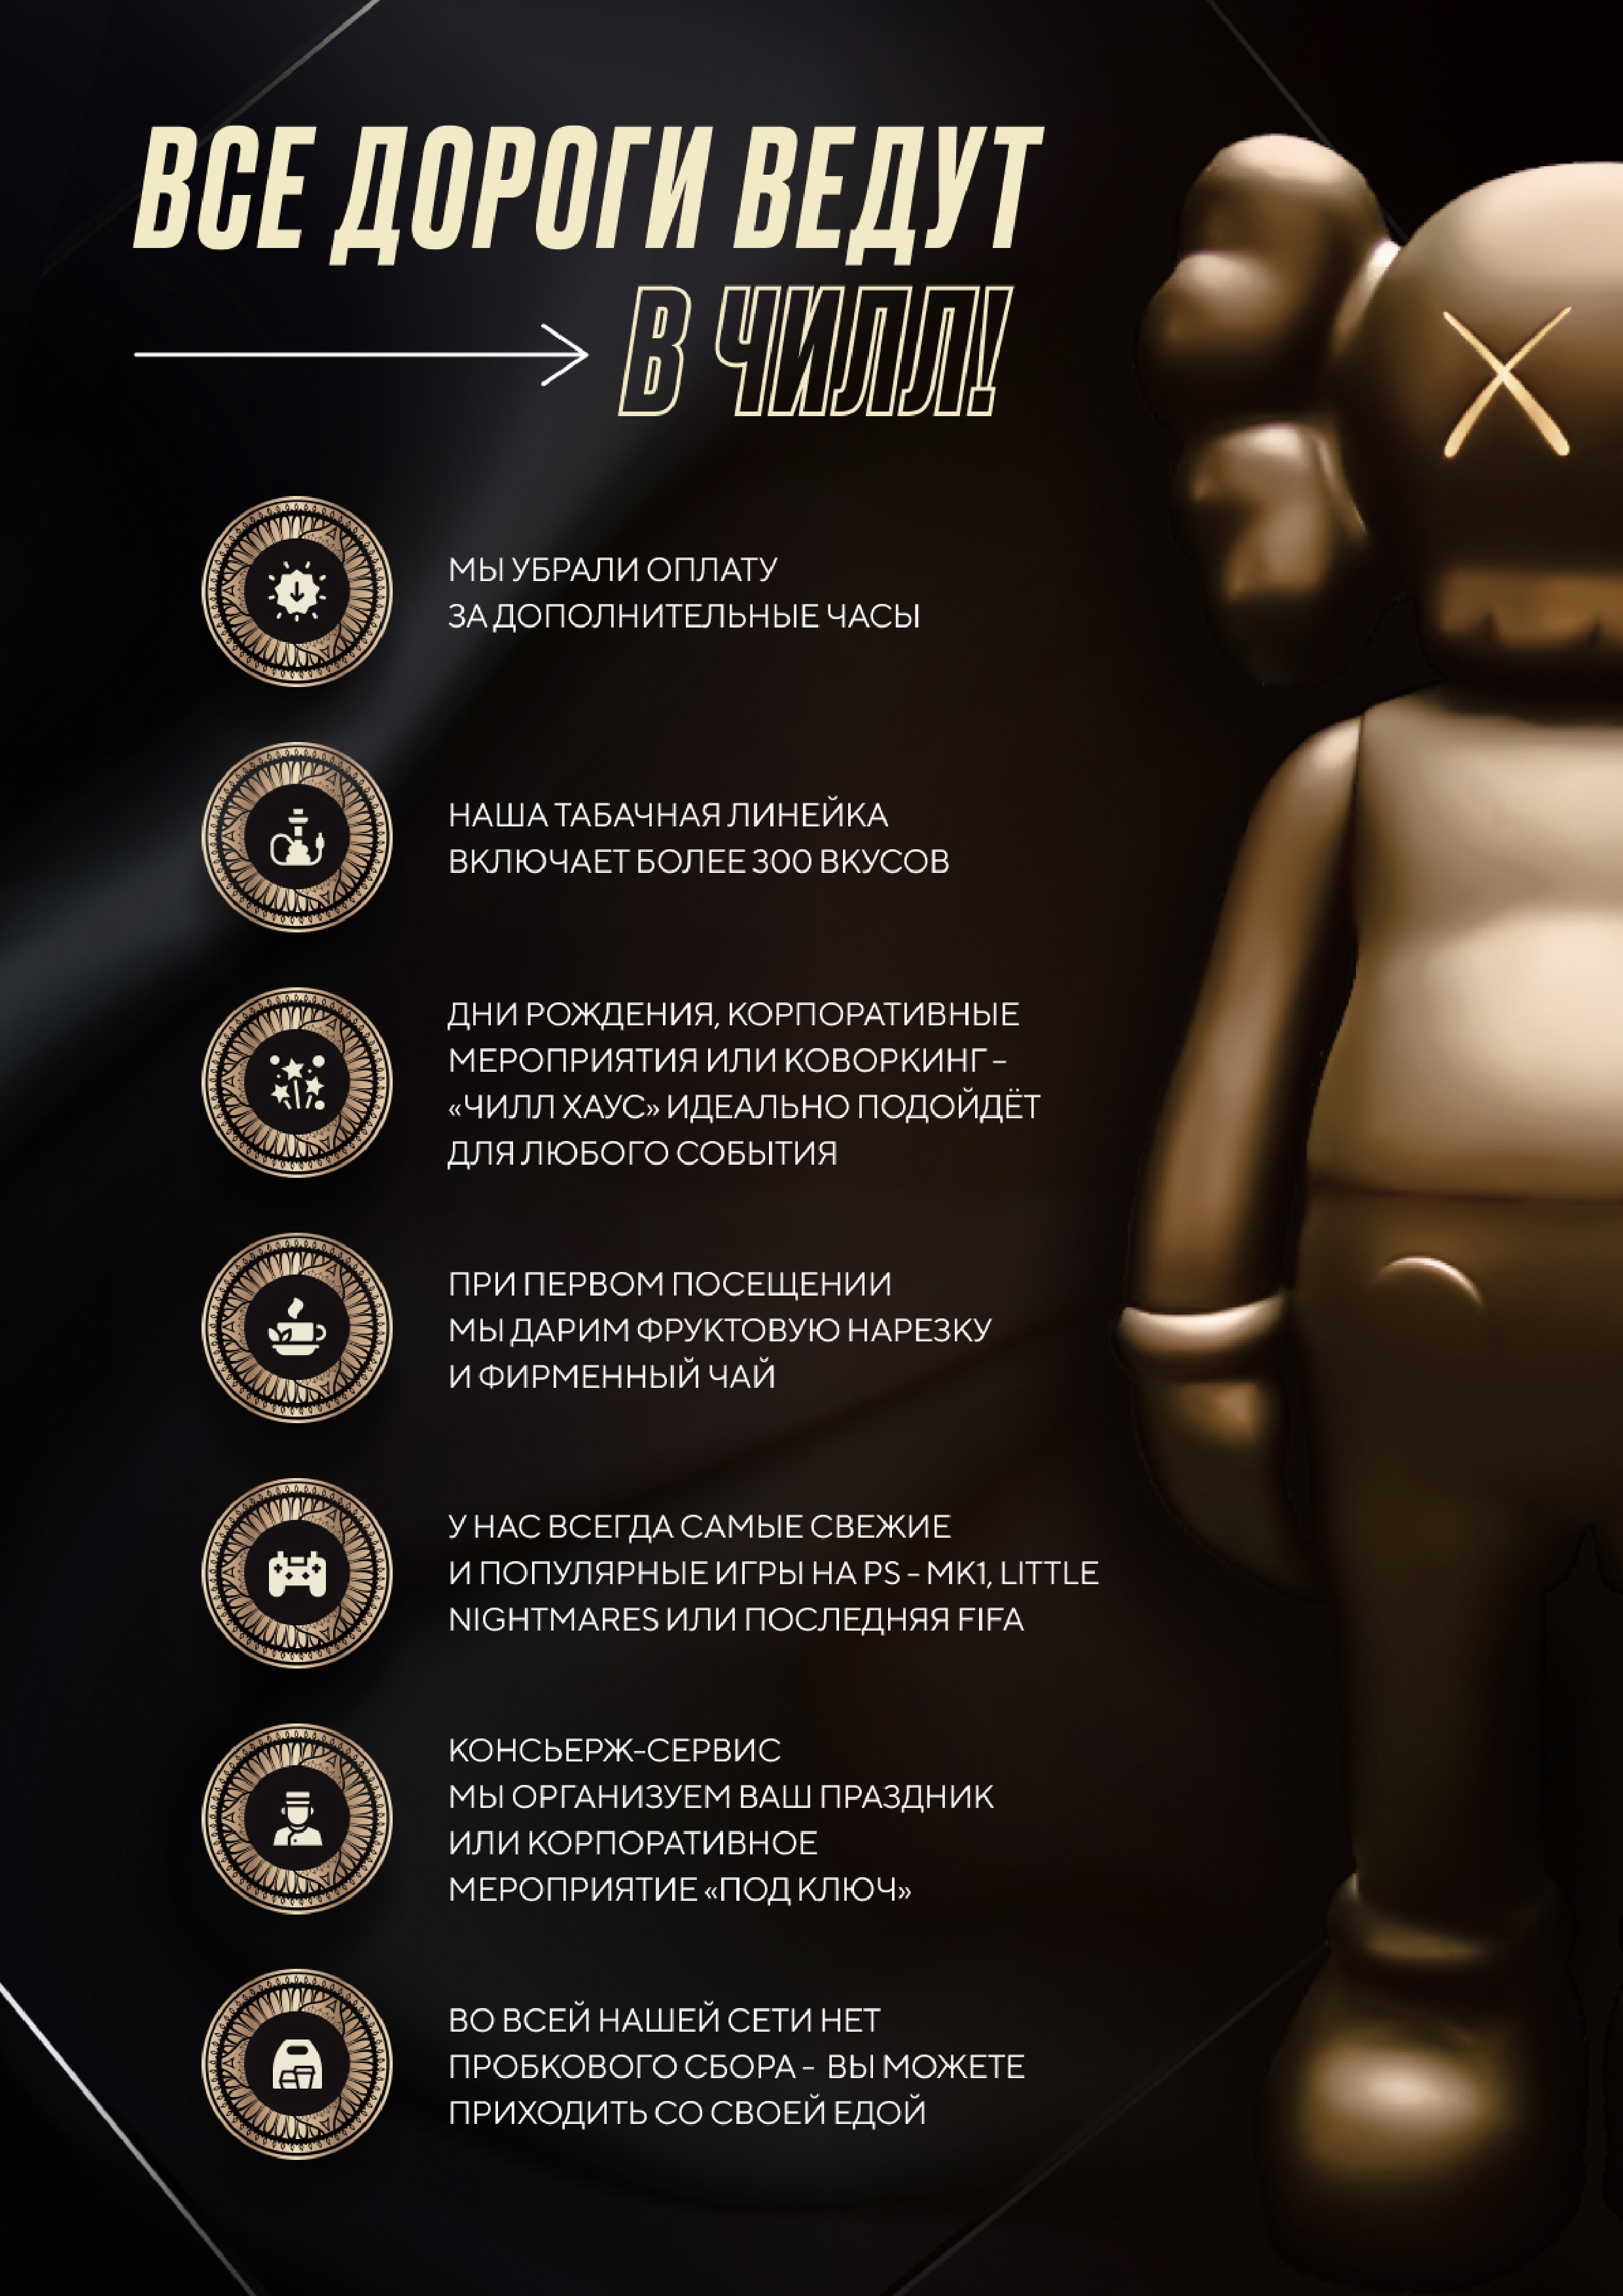 ВСЕ ДОРОГИ ВЕДУТ
В ЧИЛЛ!
МЫ УБРАЛИ ОПЛАТУ
ЗА ДОПОЛНИТЕЛЬНЫЕ ЧАСЫ
НАША ТАБАЧНАЯ ЛИНЕЙКА
ВКЛЮЧАЕТ БОЛЕЕ 300 ВКУСОВ
ДНИ РОЖДЕНИЯ, КОРПОРАТИВНЫЕ
МЕРОПРИЯТИЯ ИЛИ КОВОРКИНГ –
«ЧИЛЛ ХАУС» ИДЕАЛЬНО ПОДОЙДЁТ
ДЛЯ ЛЮБОГО СОБЫТИЯ
ПРИ ПЕРВОМ ПОСЕЩЕНИИ
МЫ ДАРИМ ФРУКТОВУЮ НАРЕЗКУ
И ФИРМЕННЫЙ ЧАЙ
У НАС ВСЕГДА САМЫЕ СВЕЖИЕ
И ПОПУЛЯРНЫЕ ИГРЫ НА PS – MK1, LITTLE
NIGHTMARES ИЛИ ПОСЛЕДНЯЯ FIFA
КОНСЬЕРЖ-СЕРВИС
МЫ ОРГАНИЗУЕМ ВАШ ПРАЗДНИК
ИЛИ КОРПОРАТИВНОЕ
МЕРОПРИЯТИЕ «ПОД КЛЮЧ»
ВО ВСЕЙ НАШЕЙ СЕТИ НЕТ
ПРОБКОВОГО СБОРА – ВЫ МОЖЕТЕ
ПРИХОДИТЬ СО СВОЕЙ ЕДОЙ